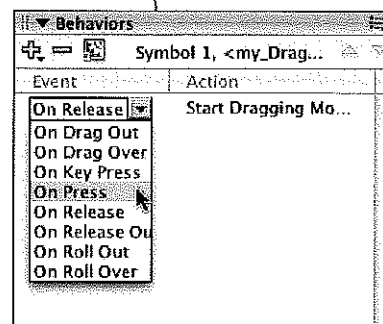 Behaviors
Symbol 1, <my_Drag...
Event Action
On Release Start Dragging Mo...
On Drag Out
On Drag Over
On Key Press
On Press
On Release
On Release Ou
On Roll Out
On Roll Over